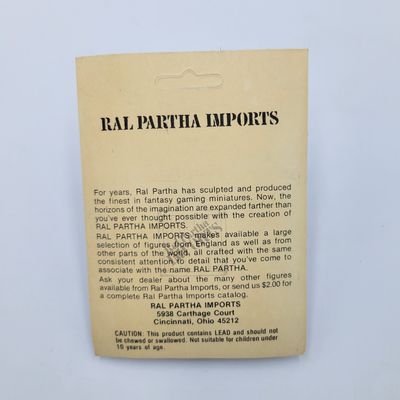 RAL PARTHA IMPORTS
For years, Ral Partha has sculpted and produced
the finest in fantasy gaming miniatures. Now, the
horizons of the imagination are expanded farther than
you've ever thought possible with the creation of
RAL PARTHA IMPORTS.
RAL PARTHA IMPORTS makes available a large
selection of figures from England as well as from
other parts of the world, all crafted with the same
consistent attention to detail that you've come to
associate with the name RAL PARTHA.
Ask your dealer about the many other figures
available from Ral Partha Imports, or send us $2.00 for
a complete Ral Partha Imports catalog.
RAL PARTHA IMPORTS
5938 Carthage Court
Cincinnati, Ohio 45212
CAUTION: This product contains LEAD and should not
be chewed or swallowed. Not suitable for children under
10 years of age.